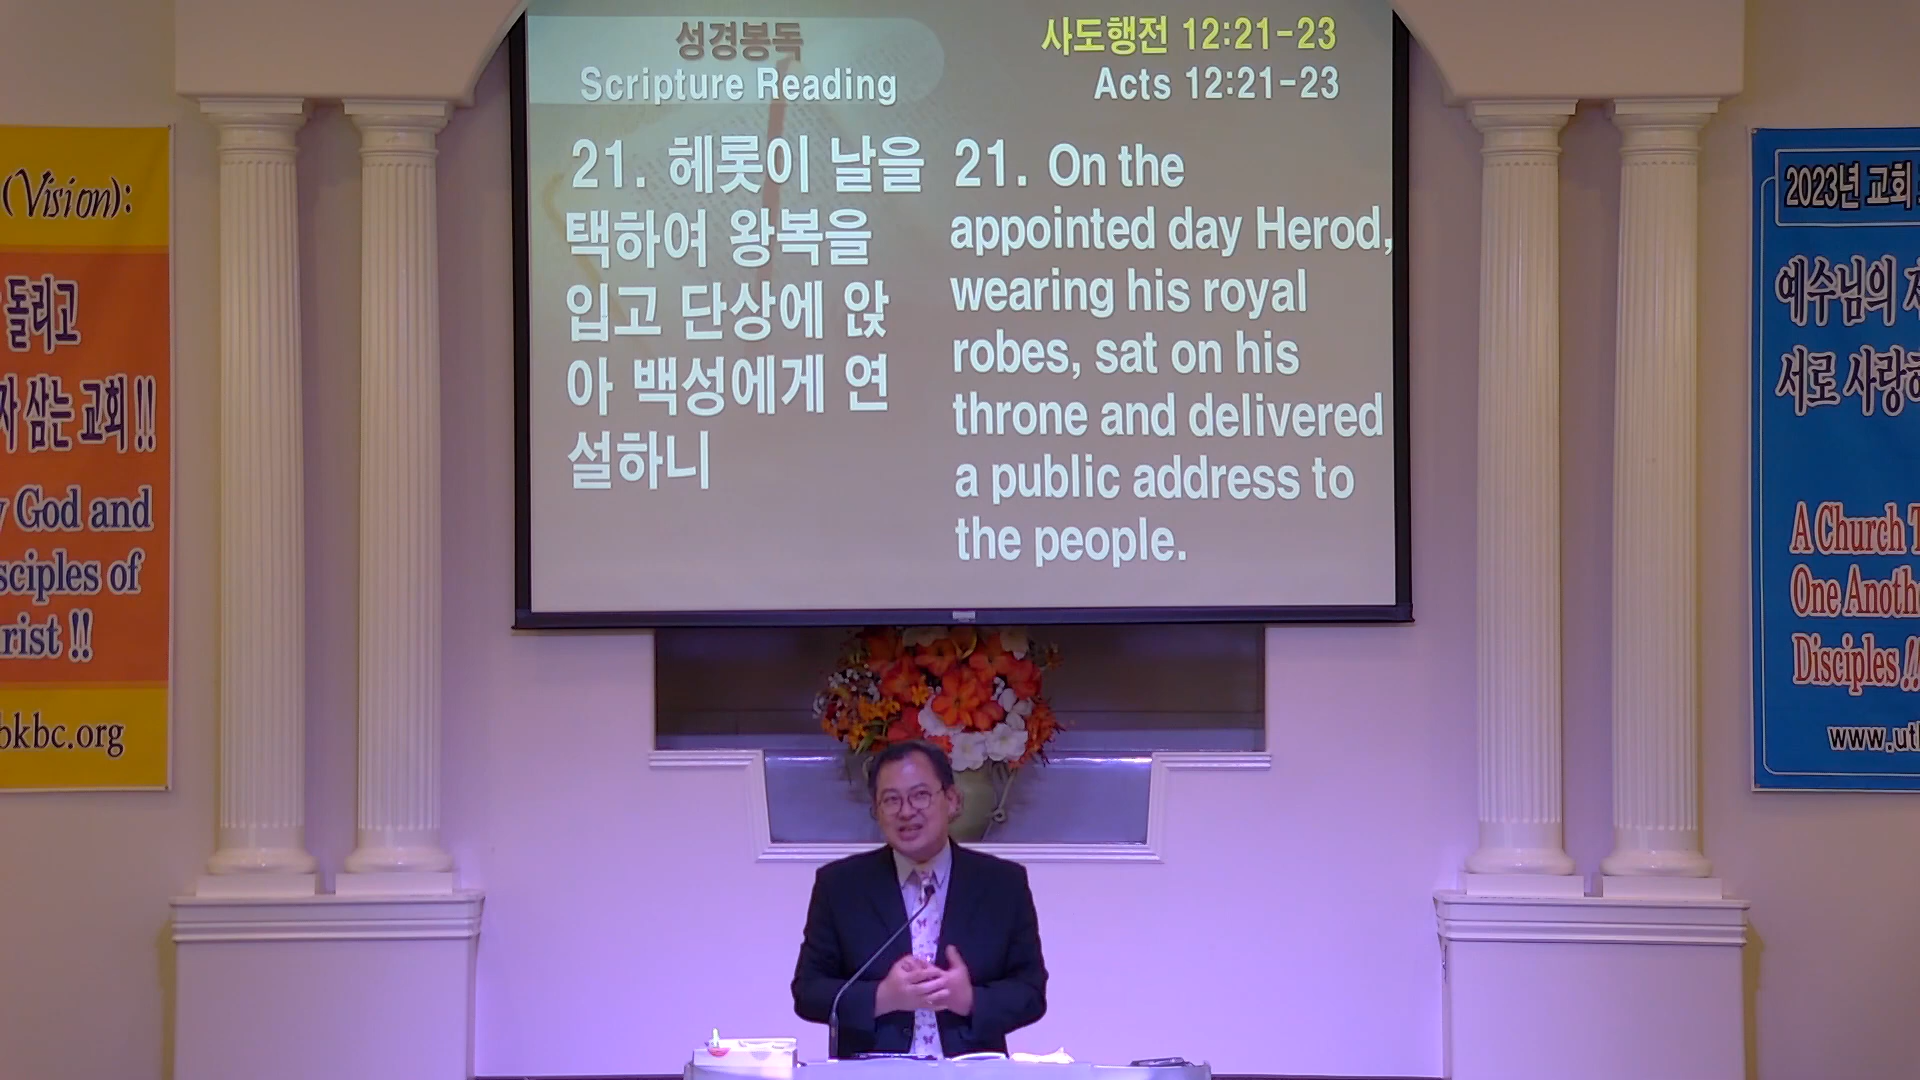 성경봉독
Scripture Reading
사도행전 12:21-23
Acts 12:21-23
21. 헤롯이 날을
택하여 왕복을
입고 단상에 앉
아 백성에게 연
설하니
21. On the
appointed day Herod,
wearing his royal
robes, sat on his
throne and delivered
a public address to
the people.
(Vision):
돌리고
삼는 교회 !!
God and
sciples of
rist !!
bkbc.org
2023년 교회
예수님의
서로 사랑하
A Church
One Anoth
Disciples !!
www.ut